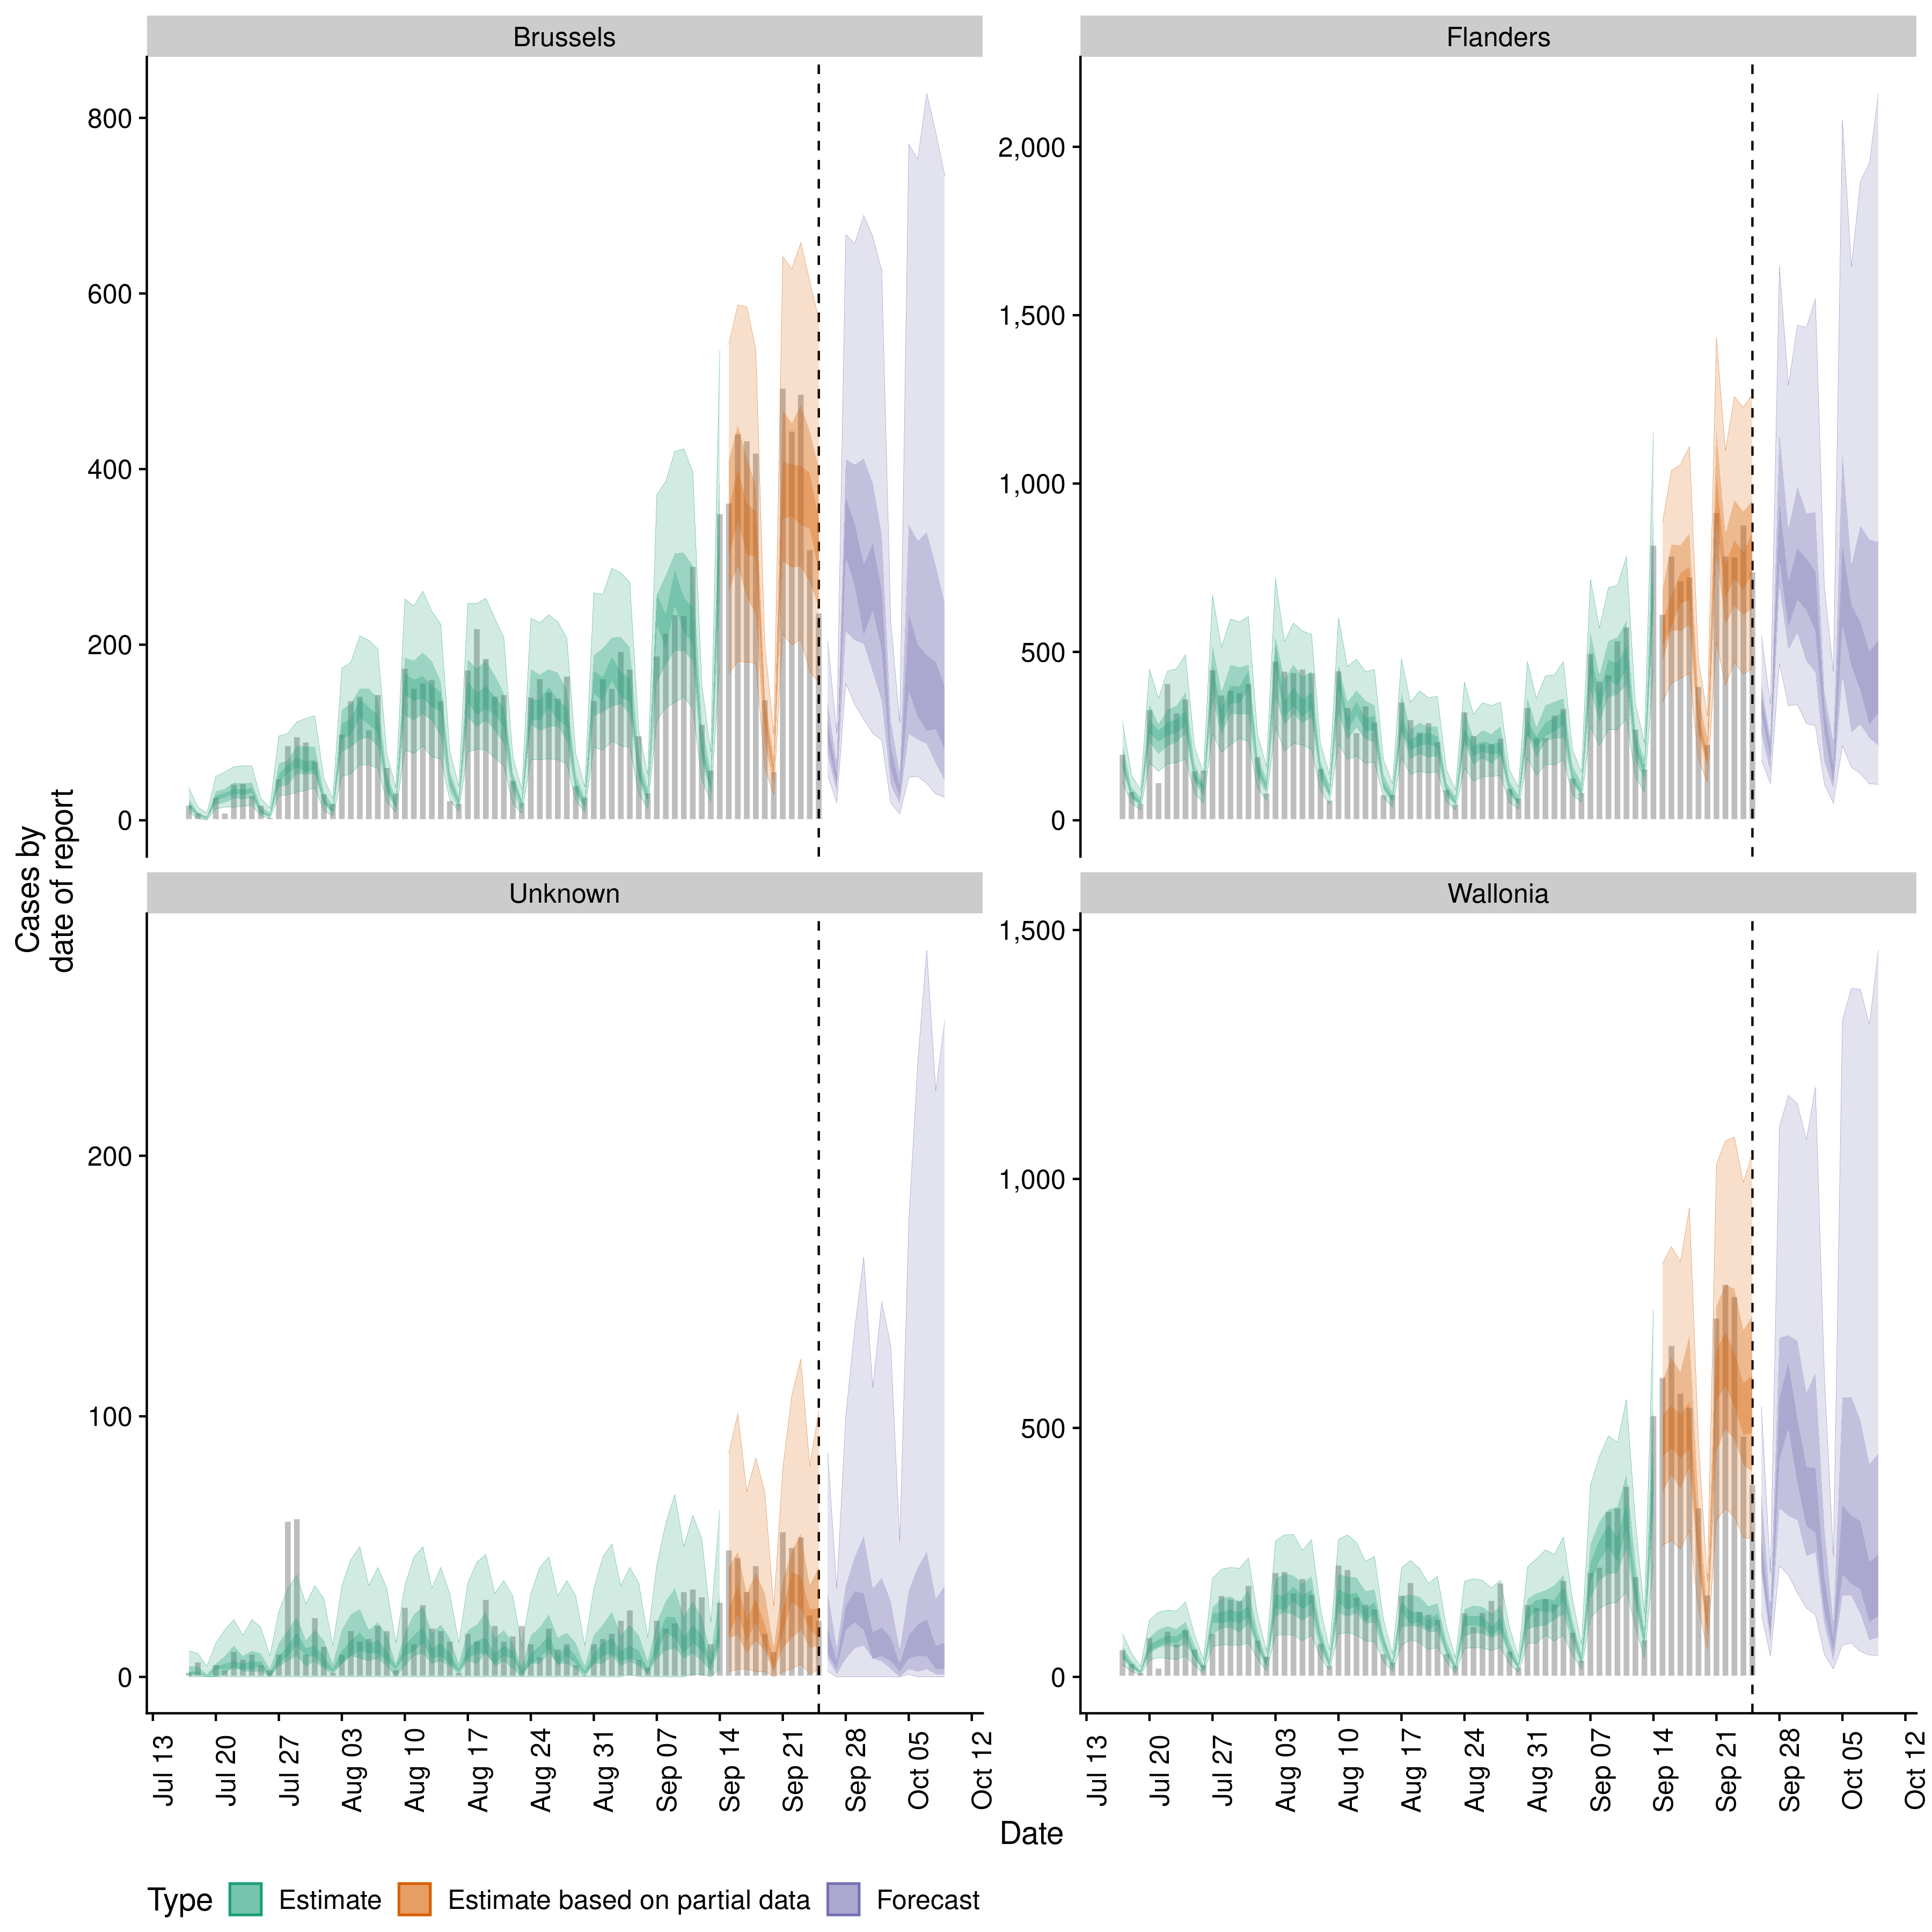 Brussels
Flanders
800
600
400
200
0
2,000
1,500
1,000
500
0
Cases by
date of report
Unknown
Wallonia
200
100
0
1,500
1,000
500
0
Jul 13
Jul 20
Jul 27
Aug 03
Aug 10
Aug 17
Aug 24
Aug 31
Sep 07
Sep 14
Sep 21
Sep 28
Oct 05
Oct 12
Jul 13
Jul 20
Jul 27
Aug 03
Aug 10
Aug 17
Aug 24
Aug 31
Sep 07
Sep 14
Sep 21
Sep 28
Oct 05
Oct 12
Date
Type Estimate Estimate based on partial data Forecast